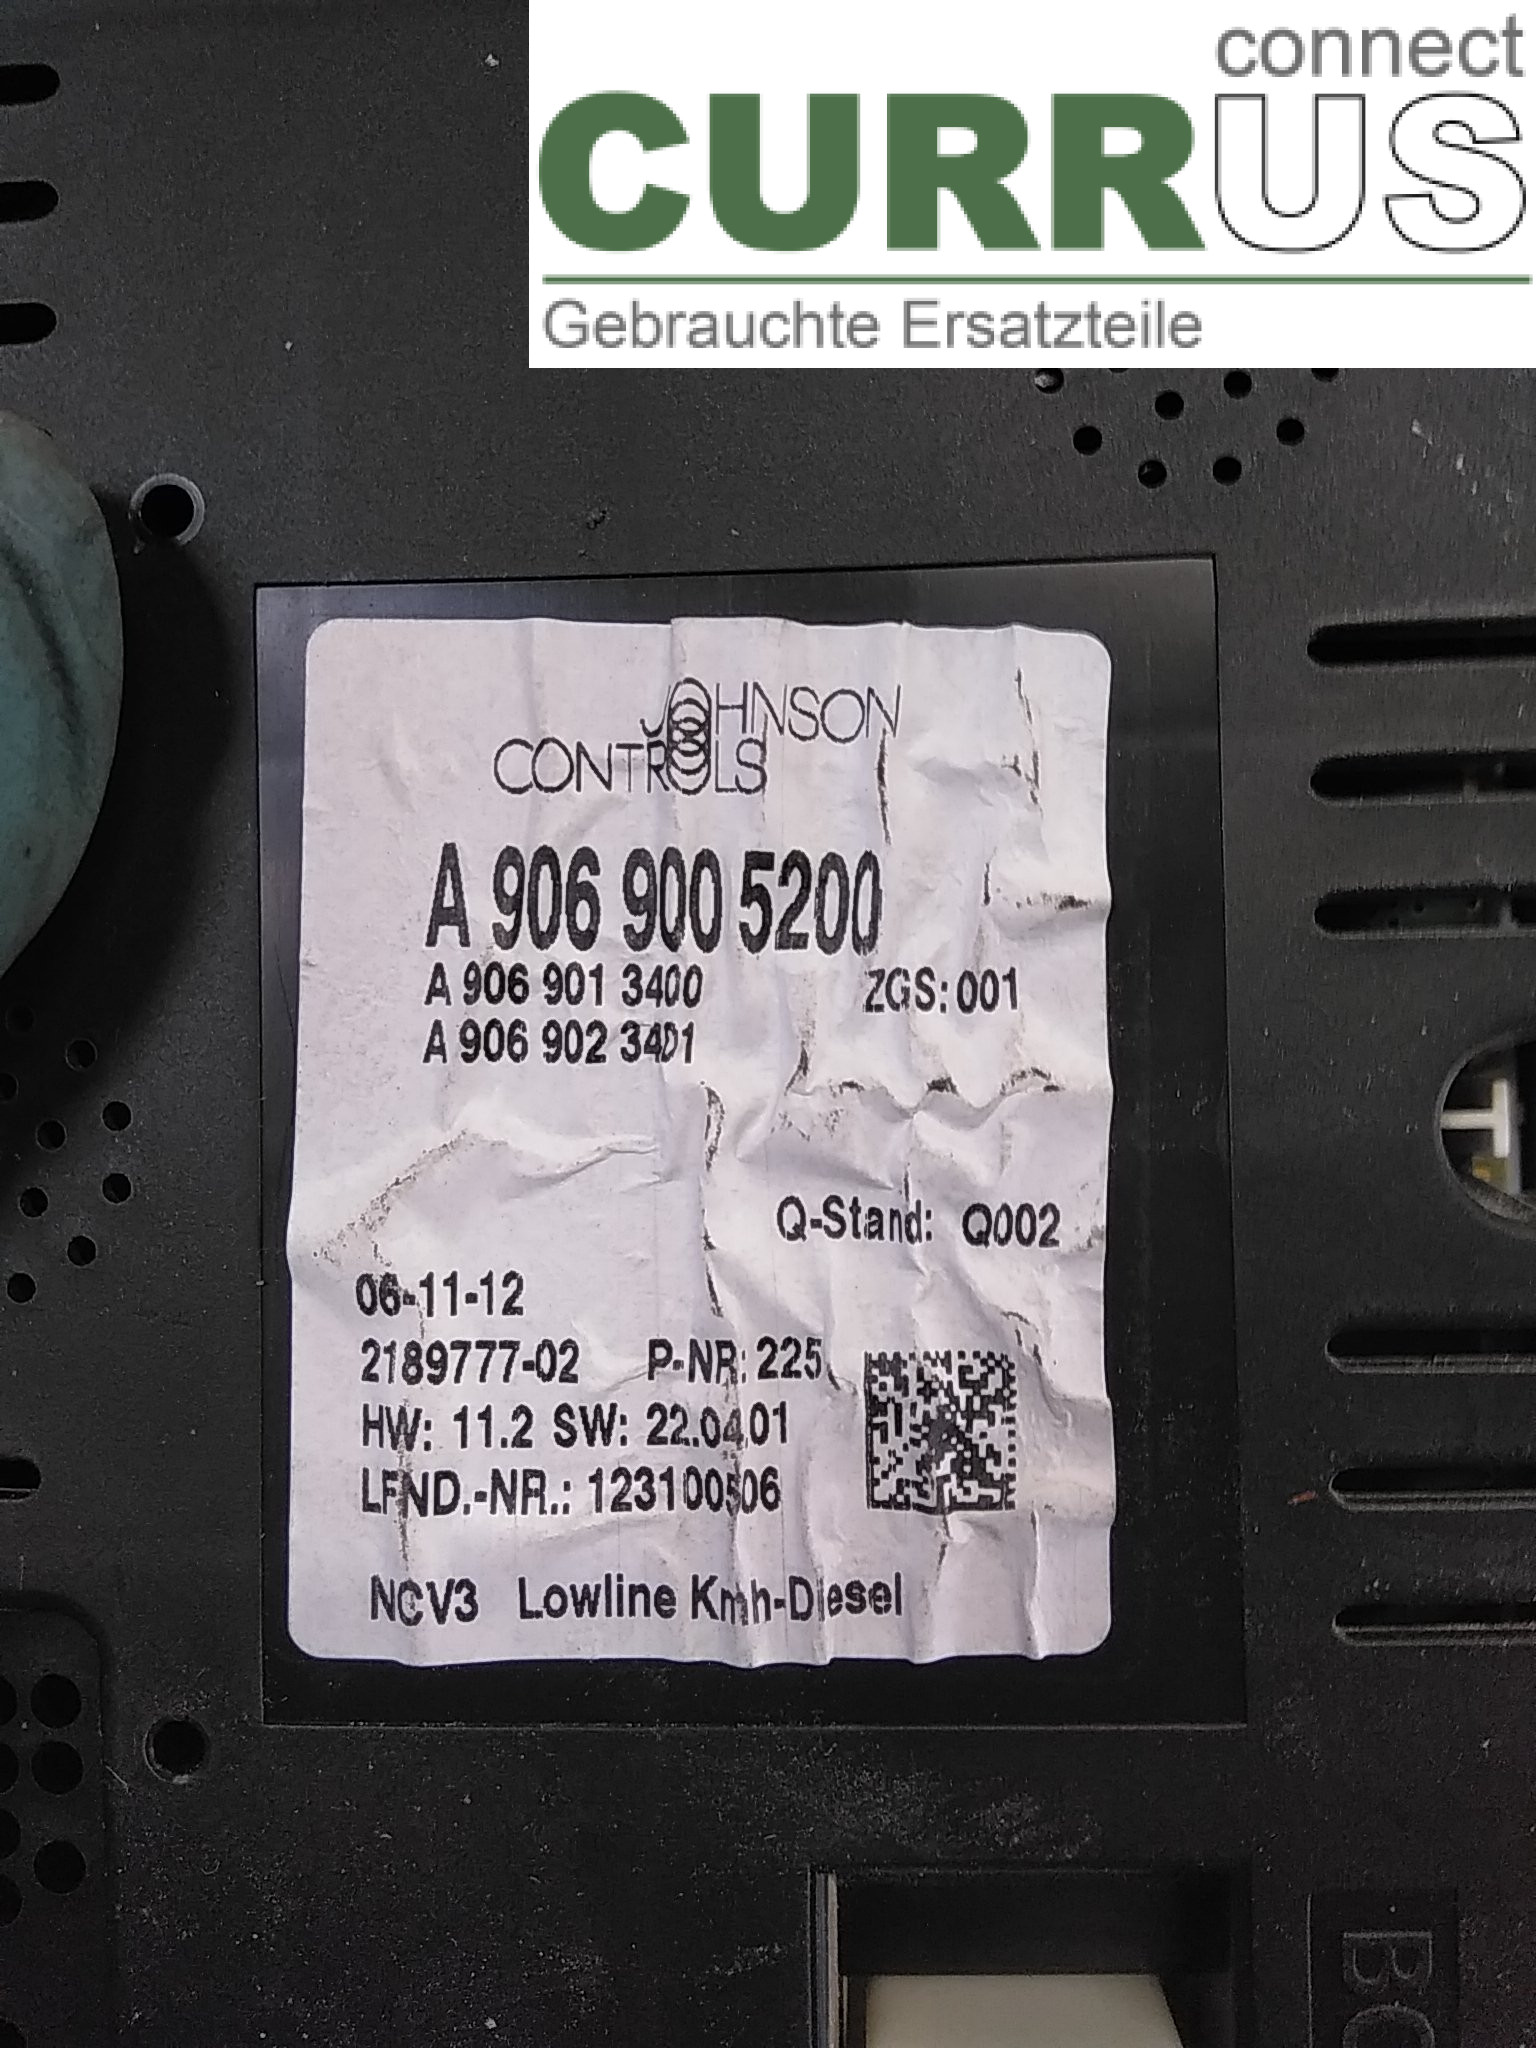 connect
CURRUS
Gebrauchte Ersatzteile
JOHNSON
CONTROLS
A 906 900 5200
A 906 901 3400 ZGS: 001
A 906 902 3401
Q-Stand: Q002
06-11-12
2189777-02 P-NR: 225
HW: 11.2 SW: 22.04.01
LFND.-NR.: 123100506
NCV3 Lowline Kmh-Diesel